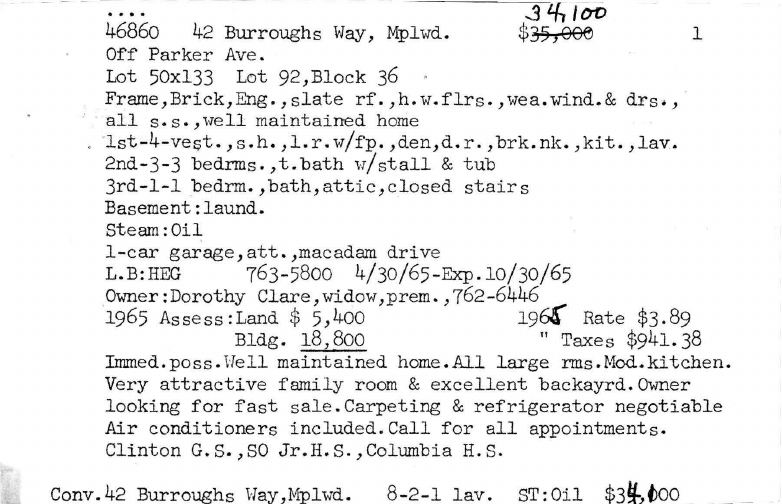 ....
34,100
46860 42 Burroughs Way, Mplwd. $35,000 1
Off Parker Ave.
Lot 50x133 Lot 92,Block 36
Frame,Brick,Eng.,slate rf.,h.w.flrs.,wea.wind.& drs.,
all s.s.,well maintained home
1st-4-vest.,s.h.,l.r.w/fp.,den,d.r.,brk.nk.,kit.,lav.
2nd-3-3 bedrms.,t.bath w/stall & tub
3rd-1-1 bedrm.,bath,attic,closed stairs
Basement:laund.
Steam:Oil
1-car garage,att.,macadam drive
L.B:HEG 763-5800 4/30/65-Exp.10/30/65
Owner:Dorothy Clare,widow,prem.,762-6446
1965 Assess:Land $ 5,400 1965 Rate $3.89
Bldg. 18,800 " Taxes $941.38
Immed.poss.Well maintained home.All large rms.Mod.kitchen.
Very attractive family room & excellent backayrd.Owner
looking for fast sale.Carpeting & refrigerator negotiable
Air conditioners included.Call for all appointments.
Clinton G.S.,SO Jr.H.S.,Columbia H.S.
Conv.42 Burroughs Way,Mplwd. 8-2-1 lav. ST:Oil $34,100